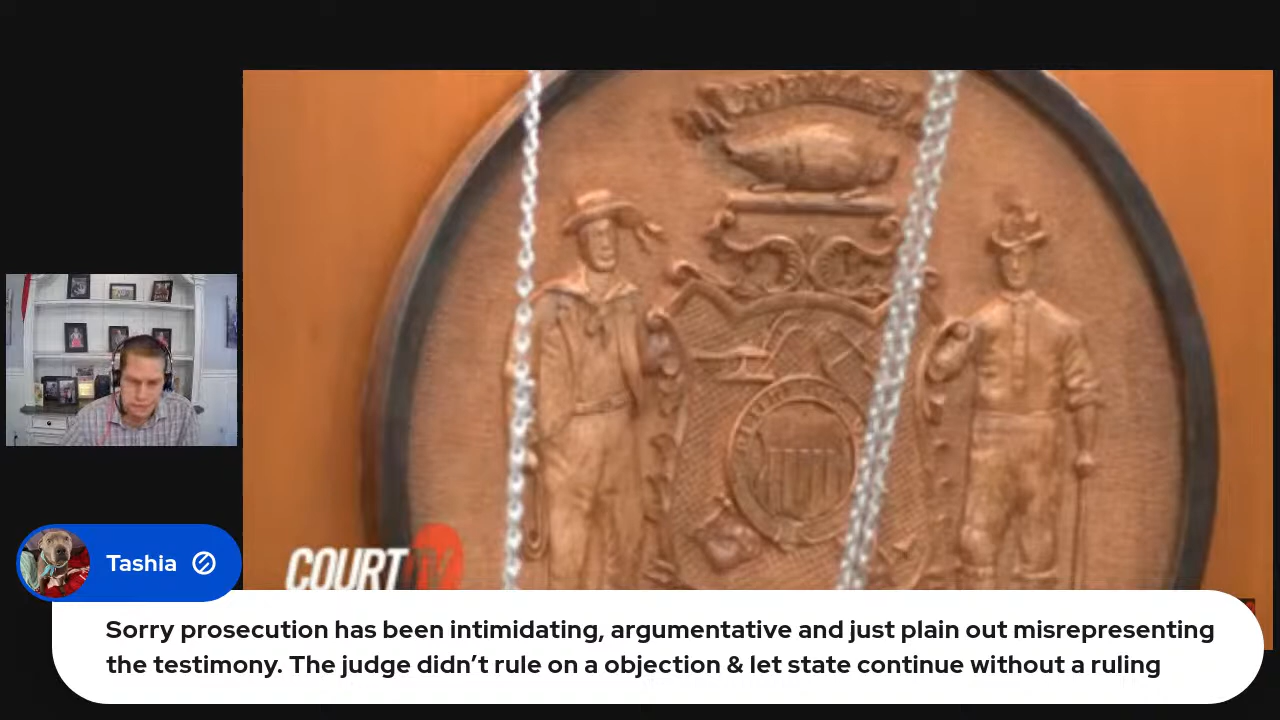 COURT TV
Tashia
Sorry prosecution has been intimidating, argumentative and just plain out misrepresenting
the testimony. The judge didn’t rule on a objection & let state continue without a ruling